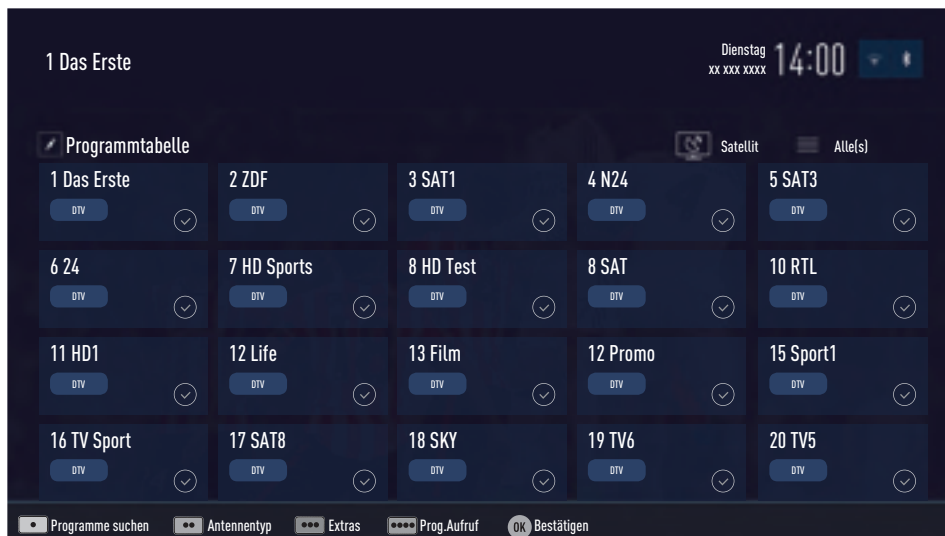 1 Das Erste
Dienstag
xx xxx xxxx
14:00
Programmtabelle
Satellit
Alle(s)
1 Das Erste
2 ZDF
3 SAT1
4 N24
5 SAT3
DTV
DTV
DTV
DTV
DTV
6 24
7 HD Sports
8 HD Test
8 SAT
10 RTL
DTV
DTV
DTV
DTV
DTV
11 HD1
12 Life
13 Film
12 Promo
15 Sport1
DTV
DTV
DTV
DTV
DTV
16 TV Sport
17 SAT8
18 SKY
19 TV6
20 TV5
DTV
DTV
DTV
DTV
DTV
Programme suchen
Antennentyp
Extras
Prog.Aufruf
OK Bestätigen